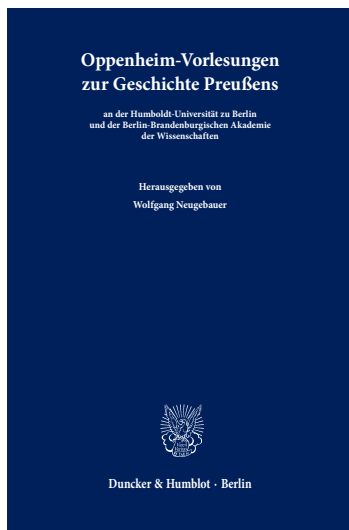 Oppenheim-Vorlesungen
zur Geschichte Preußens
an der Humboldt-Universität zu Berlin
und der Berlin-Brandenburgischen Akademie
der Wissenschaften
Herausgegeben von
Wolfgang Neugebauer
Duncker & Humblot · Berlin